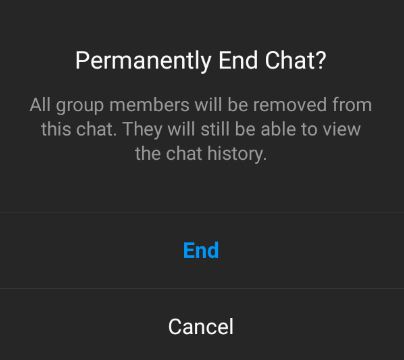 Permanently End Chat?
All group members will be removed from
this chat. They will still be able to view
the chat history.
End
Cancel